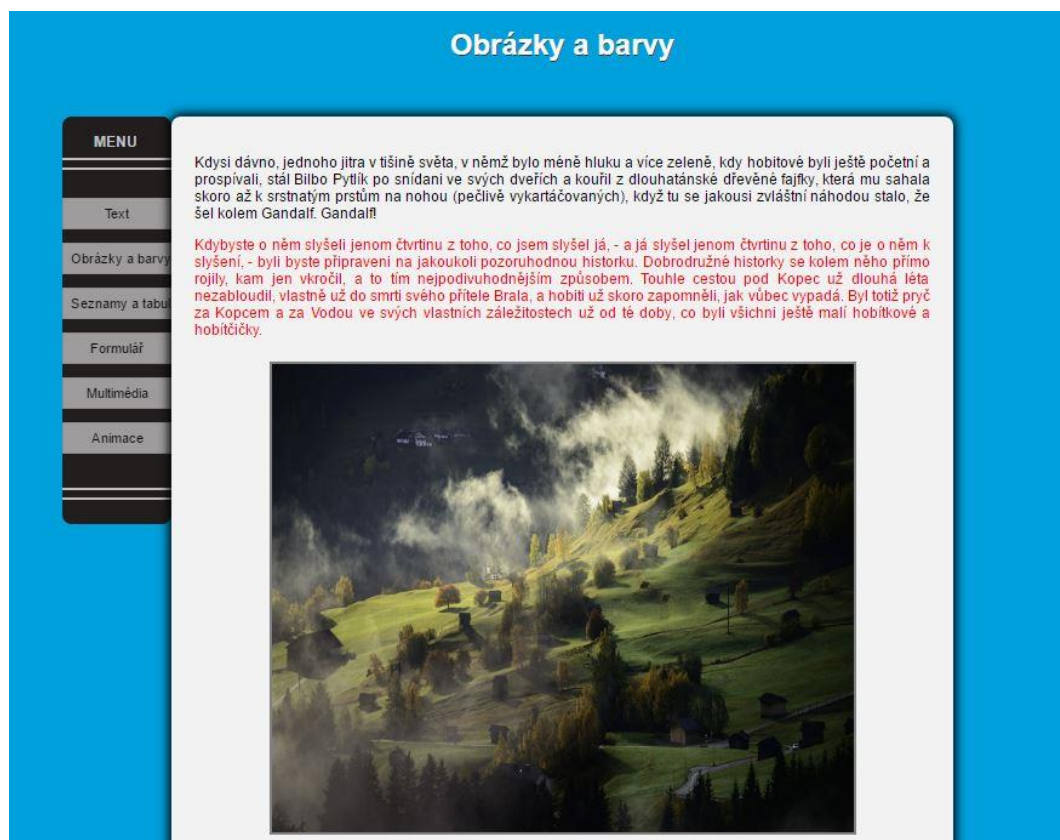 Obrázky a barvy
MENU
Text
Obrázky a barvy
Seznamy a tabul
Formulář
Multimédia
Animace
Kdysi dávno, jednoho jitra v tišině světa, v němž bylo méně hluku a více zeleně, kdy hobitové byli ještě početní a
prospívali, stál Bilbo Pytlík po snídani ve svých dveřích a kouřil z dlouhatánské dřevěné fajfky, která mu sahala
skoro až k srstnatým prstům na nohou (pečlivě vykartáčovaných), když tu se jakousi zvláštní náhodou stalo, že
šel kolem Gandalf. Gandalf!
Kdybyste o něm slyšeli jenom čtvrtinu z toho, co jsem slyšel já, - a já slyšel jenom čtvrtinu z toho, co je o něm k
slyšení, - byli byste připraveni na jakoukoli pozoruhodnou historku. Dobrodružné historky se kolem něho přímo
rojily, kam jen vkročil, a to tím nejpodivuhodnějším způsobem. Touhle cestou pod Kopec už dlouhá léta
nezabloudil, vlastně už do smrti svého přítele Brala, a hobiti už skoro zapomněli, jak vůbec vypadá. Byl totiž pryč
za Kopcem a za Vodou ve svých vlastních záležitostech už od té doby, co byli všichni ještě malí hobítkové a
hobítčičky.